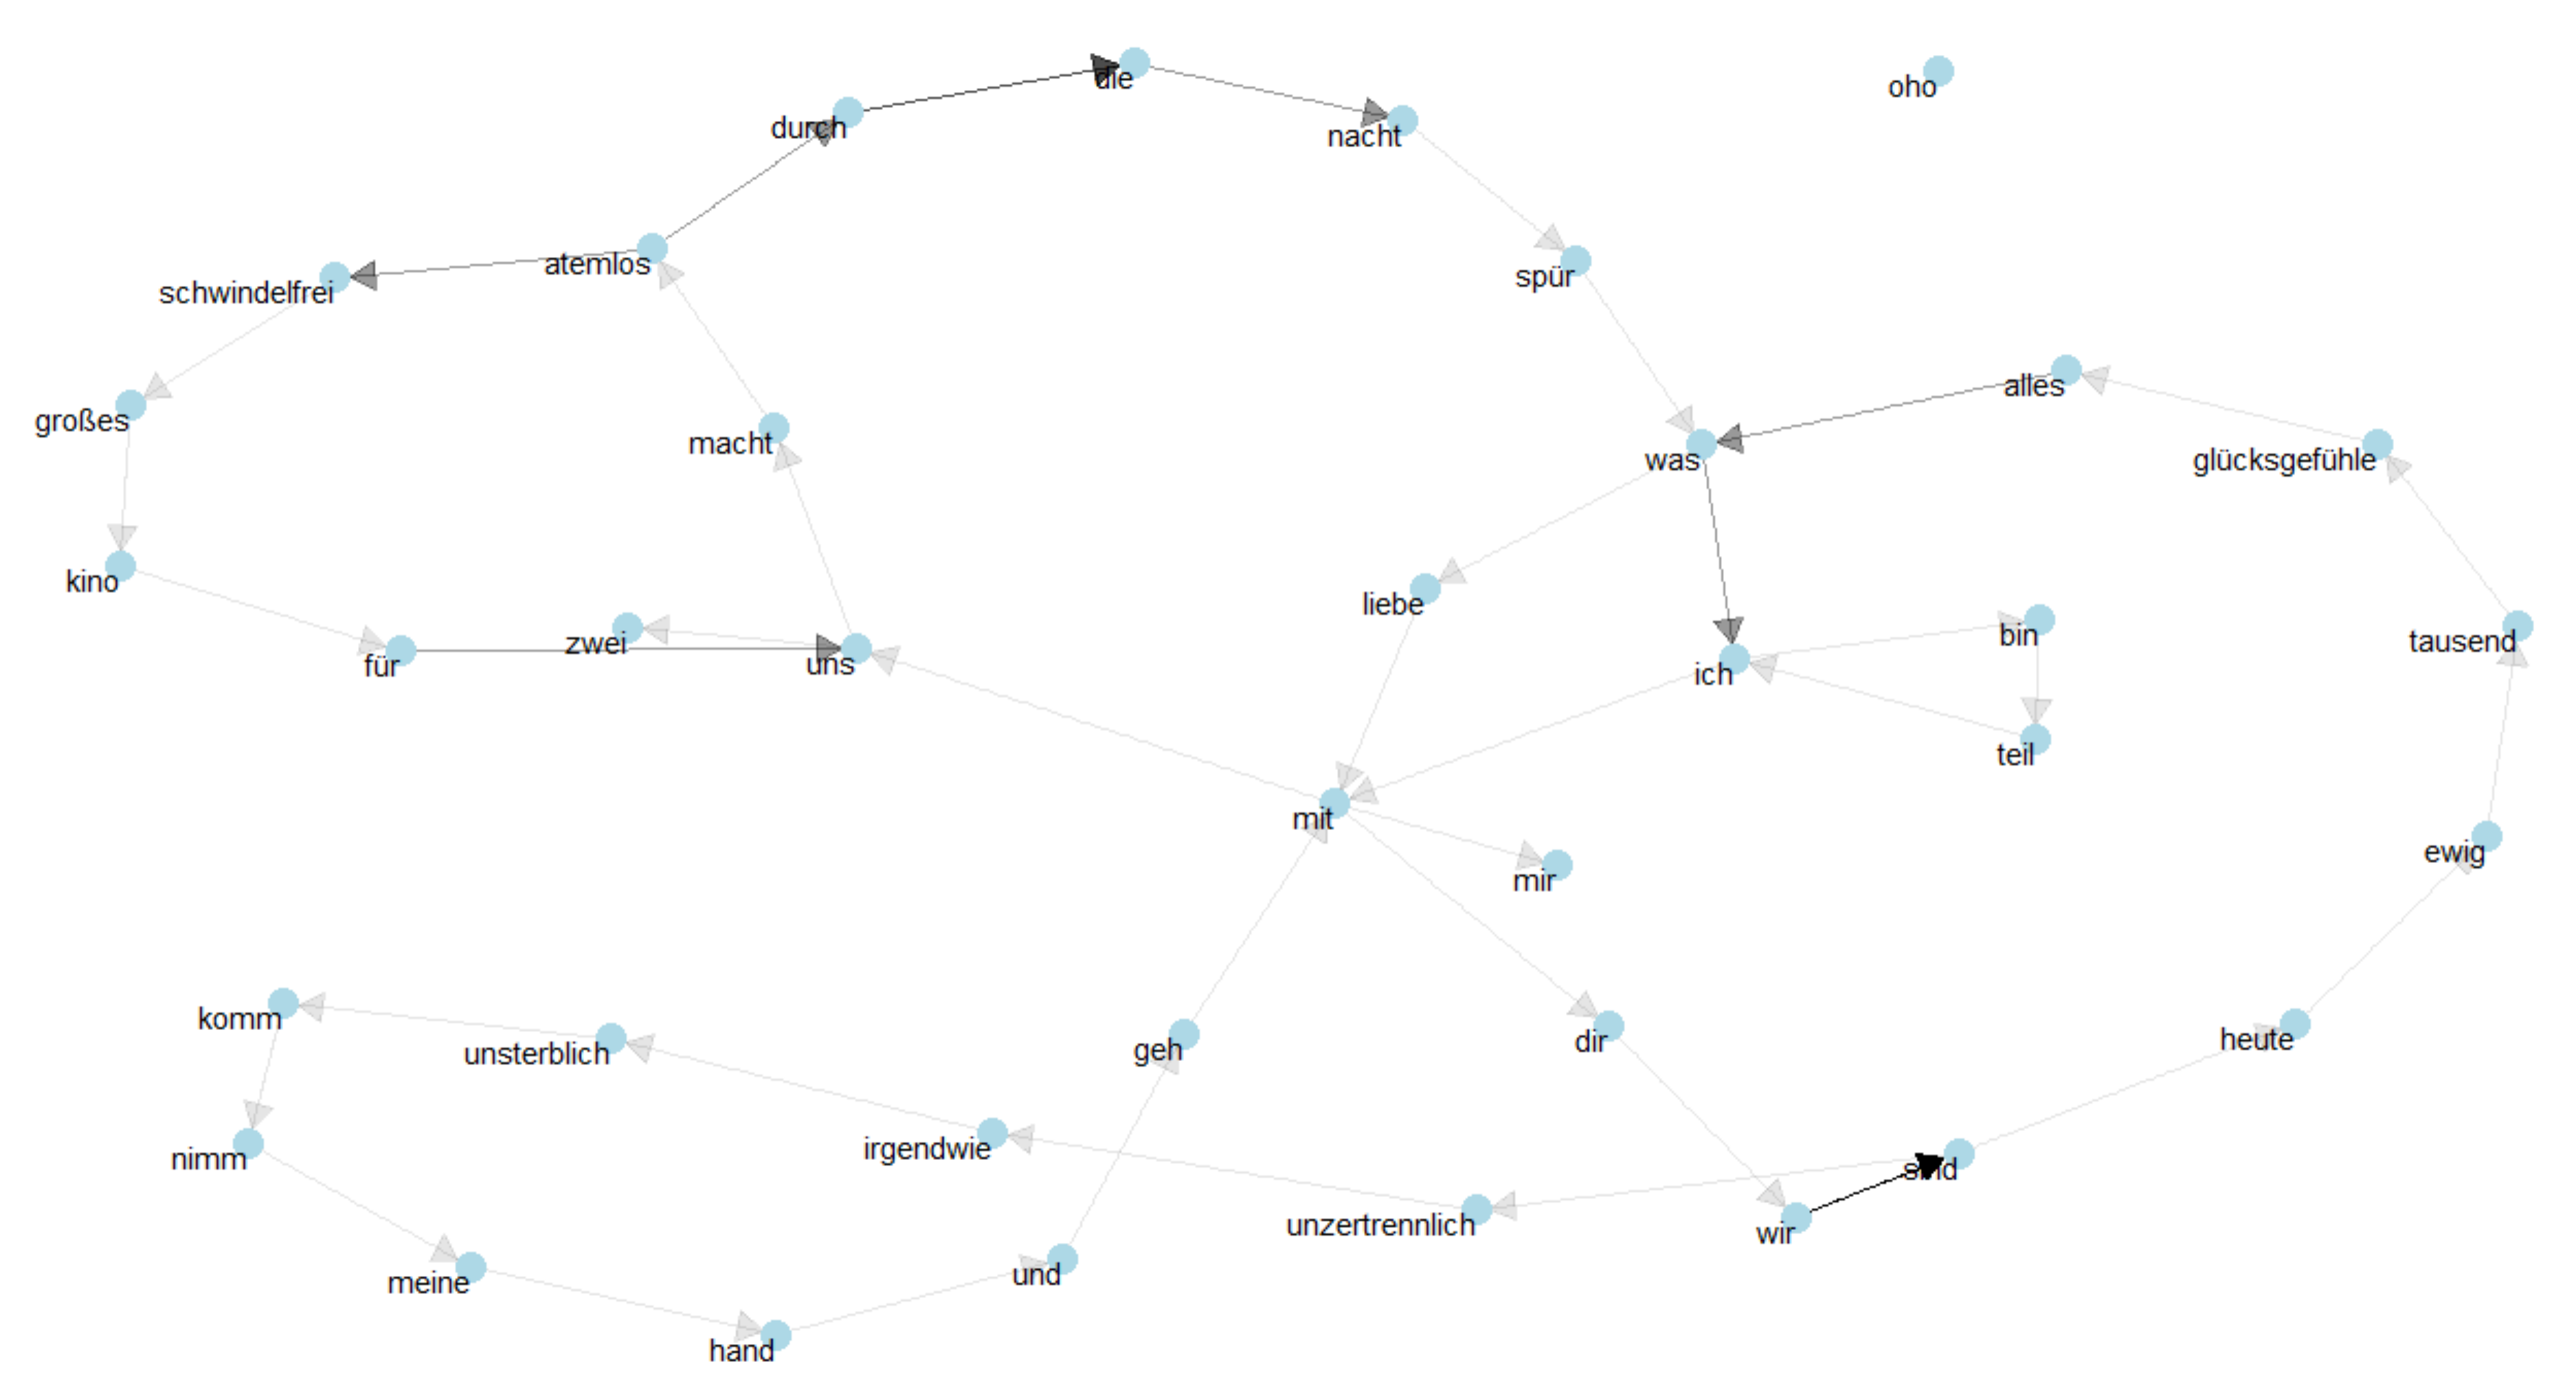 die
oho
durch
nacht
atemlos
spür
schwindelfrei
alles
großes
macht
was
glücksgefühle
kino
liebe
zwei
bin
tausend
für
uns
ich
teil
mit
ewig
mir
komm
heute
dir
geh
unsterblich
irgendwie
nimm
sind
unzertrennlich
wir
und
meine
hand